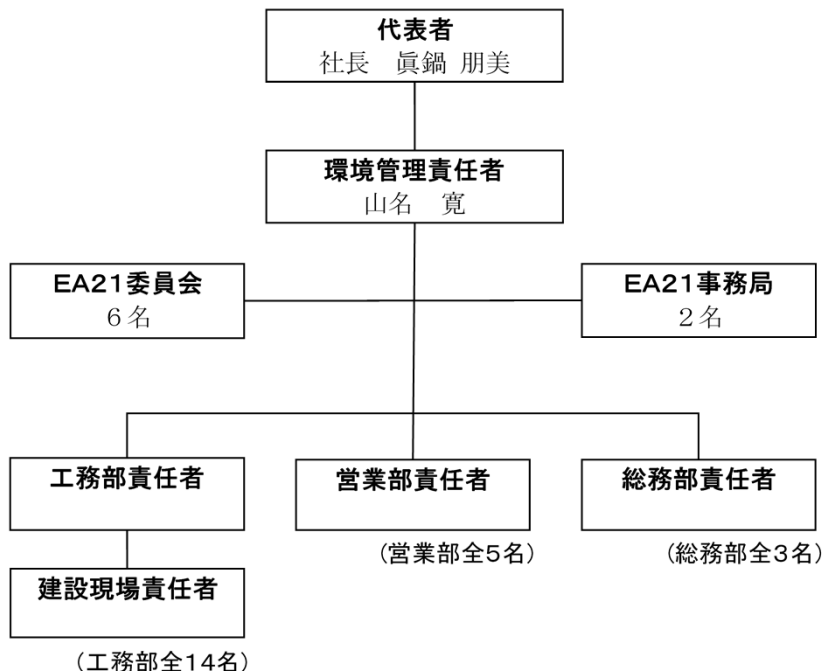 代表者
社長　眞鍋 朋美
環境管理責任者
山名　寛
EA21委員会
6名
EA21事務局
2名
工務部責任者
営業部責任者
総務部責任者
(営業部全5名)
(総務部全3名)
建設現場責任者
(工務部全14名)